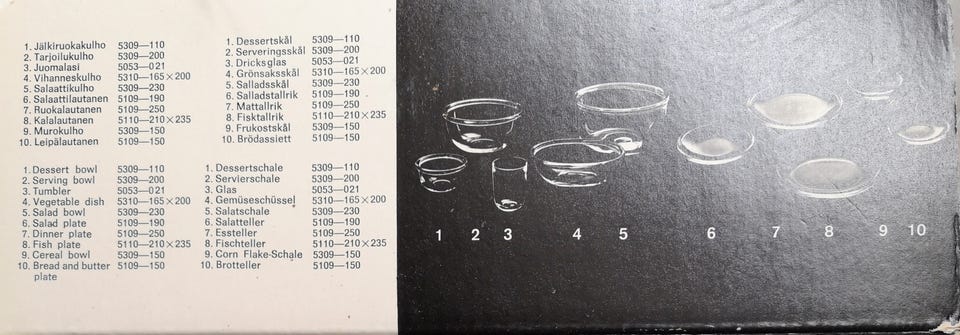 1. Jälkiruokakulho 5309—110
2. Tarjoilukulho 5309—200
3. Juomalasi 5053—021
4. Vihanneskulho 5310—165×200
5. Salaattikulho 5309—230
6. Salaattilautanen 5109—190
7. Ruokalautanen 5109—250
8. Kalalautanen 5110—210×235
9. Murokulho 5309—150
10. Leipälautanen 5109—150
1. Dessertskål 5309—110
2. Serveringsskål 5309—200
3. Dricksglas 5053—021
4. Grönsaksskål 5310—165×200
5. Salladsskål 5309—230
6. Salladstallrik 5109—190
7. Mattallrik 5109—250
8. Fisktallrik 5110—210×235
9. Frukostskål 5309—150
10. Brödassiett 5109—150
1. Dessert bowl 5309—110
2. Serving bowl 5309—200
3. Tumbler 5053—021
4. Vegetable dish 5310—165×200
5. Salad bowl 5309—230
6. Salad plate 5109—190
7. Dinner plate 5109—250
8. Fish plate 5110—210×235
9. Cereal bowl 5309—150
10. Bread and butter 5109—150
plate
1. Dessertschale 5309—110
2. Servierschale 5309—200
3. Glas 5053—021
4. Gemüseschüssel 5310—165×200
5. Salatschale 5309—230
6. Salatteller 5109—190
7. Essteller 5109—250
8. Fischteller 5110—210×235
9. Corn Flake-Schale 5309—150
10. Brotteller 5109—150
1 2 3 4 5 6 7 8 9 10